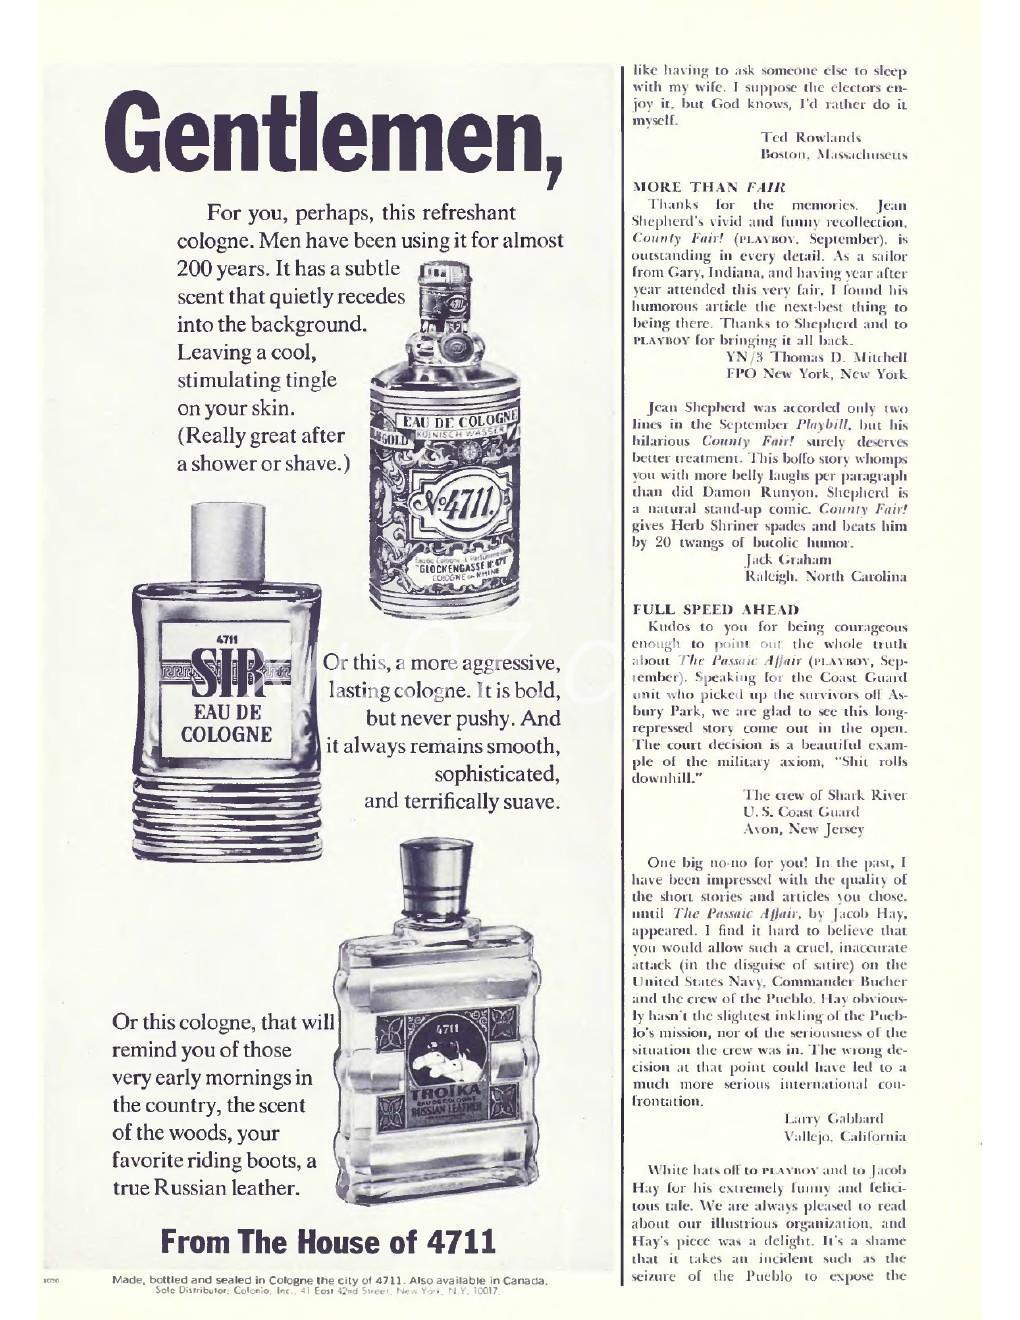 Gentlemen,
For you, perhaps, this refreshant
cologne. Men have been using it for almost
200 years. It has a subtle
scent that quietly recedes
into the background.
Leaving a cool,
stimulating tingle
on your skin.
(Really great after
a shower or shave.)
EAU DE COLOGNE
KÖLNISCH WASSER
GOLD
No 4711.
Eau de Cologne & Parfümerie
"GLOCKENGASSE No 4711"
COLOGNE ON RHINE
4711
SIR
EAU DE
COLOGNE
Or this, a more aggressive,
lasting cologne. It is bold,
but never pushy. And
it always remains smooth,
sophisticated,
and terrifically suave.
4711
TROIKA
EAU DE COLOGNE
RUSSIAN LEATHER
Or this cologne, that will
remind you of those
very early mornings in
the country, the scent
of the woods, your
favorite riding boots, a
true Russian leather.
From The House of 4711
Made, bottled and sealed in Cologne the city of 4711. Also available in Canada.
Sole Distributor: Colonia, Inc., 41 East 42nd Street, New York, N.Y. 10017.
like having to ask someone else to sleep
with my wife. I suppose the electors en-
joy it, but God knows, I'd rather do it
myself.
Ted Rowlands
Boston, Massachusetts
MORE THAN FAIR
Thanks for the memories. Jean
Shepherd's vivid and funny recollection,
County Fair! (PLAYBOY, September), is
outstanding in every detail. As a sailor
from Gary, Indiana, and having year after
year attended this very fair, I found his
humorous article the next-best thing to
being there. Thanks to Shepherd and to
PLAYBOY for bringing it all back.
YN/3 Thomas D. Mitchell
FPO New York, New York
Jean Shepherd was accorded only two
lines in the September Playbill, but his
hilarious County Fair! surely deserves
better treatment. This boffo story whomps
you with more belly laughs per paragraph
than did Damon Runyon. Shepherd is
a natural stand-up comic. County Fair!
gives Herb Shriner spades and beats him
by 20 twangs of bucolic humor.
Jack Graham
Raleigh, North Carolina
FULL SPEED AHEAD
Kudos to you for being courageous
enough to point out the whole truth
about The Passaic Affair (PLAYBOY, Sep-
tember). Speaking for the Coast Guard
unit who picked up the survivors off As-
bury Park, we are glad to see this long-
repressed story come out in the open.
The court decision is a beautiful exam-
ple of the military axiom, "Shit rolls
downhill."
The crew of Shark River
U. S. Coast Guard
Avon, New Jersey
One big no-no for you! In the past, I
have been impressed with the quality of
the short stories and articles you chose,
until The Passaic Affair, by Jacob Hay,
appeared. I find it hard to believe that
you would allow such a cruel, inaccurate
attack (in the disguise of satire) on the
United States Navy, Commander Bucher
and the crew of the Pueblo. Hay obvious-
ly hasn't the slightest inkling of the Pueb-
lo's mission, nor of the seriousness of the
situation the crew was in. The wrong de-
cision at that point could have led to a
much more serious international con-
frontation.
Larry Gabbard
Vallejo, California
White hats off to PLAYBOY and to Jacob
Hay for his extremely funny and felici-
tous tale. We are always pleased to read
about our illustrious organization, and
Hay's piece was a delight. It's a shame
that it takes an incident such as the
seizure of the Pueblo to expose the